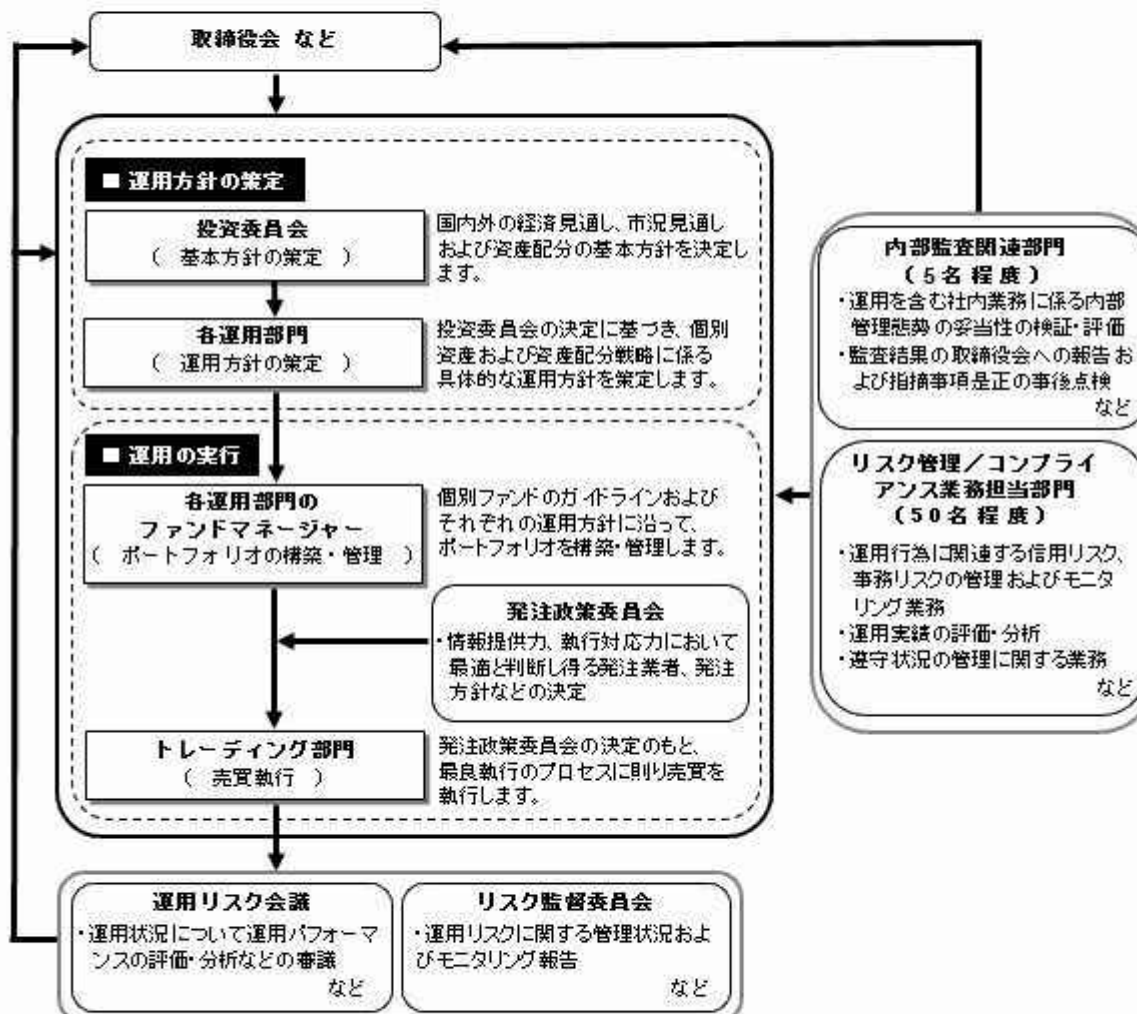 取締役会 など
■ 運用方針の策定
投資委員会
( 基本方針の策定 )
国内外の経済見通し、市況見通し
および資産配分の基本方針を決定し
ます。
各運用部門
( 運用方針の策定 )
投資委員会の決定に基づき、個別
資産および資産配分戦略に係る
具体的な運用方針を策定します。
■ 運用の実行
各運用部門の
ファンドマネージャー
( ポートフォリオの構築・管理 )
個別ファンドのガイドラインおよび
それぞれの運用方針に沿って、
ポートフォリオを構築・管理します。
発注政策委員会
・情報提供力、執行対応力において
最適と判断し得る発注業者、発注
方針などの決定
トレーディング部門
( 売買執行 )
発注政策委員会の決定のもと、
最良執行のプロセスに則り売買を
執行します。
内部監査関連部門
(5名程度)
・運用を含む社内業務に係る内部
管理態勢の妥当性の検証・評価
・監査結果の取締役会への報告お
よび指摘事項是正の事後点検
など
リスク管理/コンプライ
アンス業務担当部門
(50名程度)
・運用行為に関連する信用リスク、
事務リスクの管理およびモニタ
リング業務
・運用実績の評価・分析
・遵守状況の管理に関する業務
など
運用リスク会議
・運用状況について運用パフォーマ
ンスの評価・分析などの審議
など
リスク監督委員会
・運用リスクに関する管理状況およ
びモニタリング報告
など